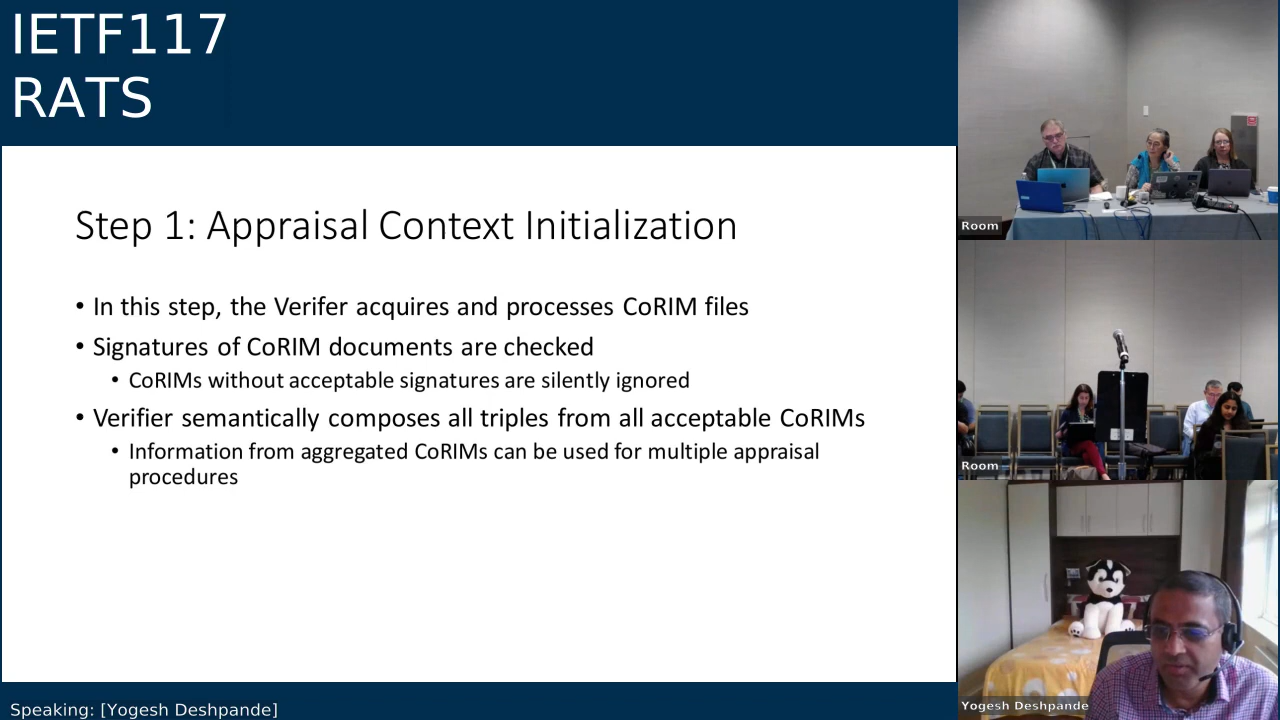 IETF117
RATS
Step 1: Appraisal Context Initialization
• In this step, the Verifer acquires and processes CoRIM files
• Signatures of CoRIM documents are checked
• CoRIMs without acceptable signatures are silently ignored
• Verifier semantically composes all triples from all acceptable CoRIMs
• Information from aggregated CoRIMs can be used for multiple appraisal
procedures
Room
Room
Yogesh Deshpande
Speaking: [Yogesh Deshpande]